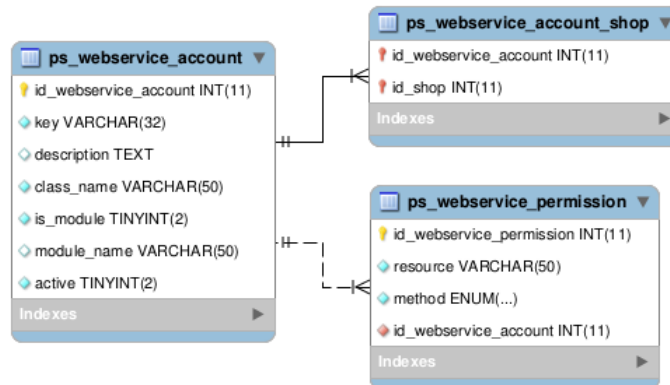 ps_webservice_account
id_webservice_account INT(11)
key VARCHAR(32)
description TEXT
class_name VARCHAR(50)
is_module TINYINT(2)
module_name VARCHAR(50)
active TINYINT(2)
Indexes
ps_webservice_account_shop
id_webservice_account INT(11)
id_shop INT(11)
Indexes
ps_webservice_permission
id_webservice_permission INT(11)
resource VARCHAR(50)
method ENUM(...)
id_webservice_account INT(11)
Indexes